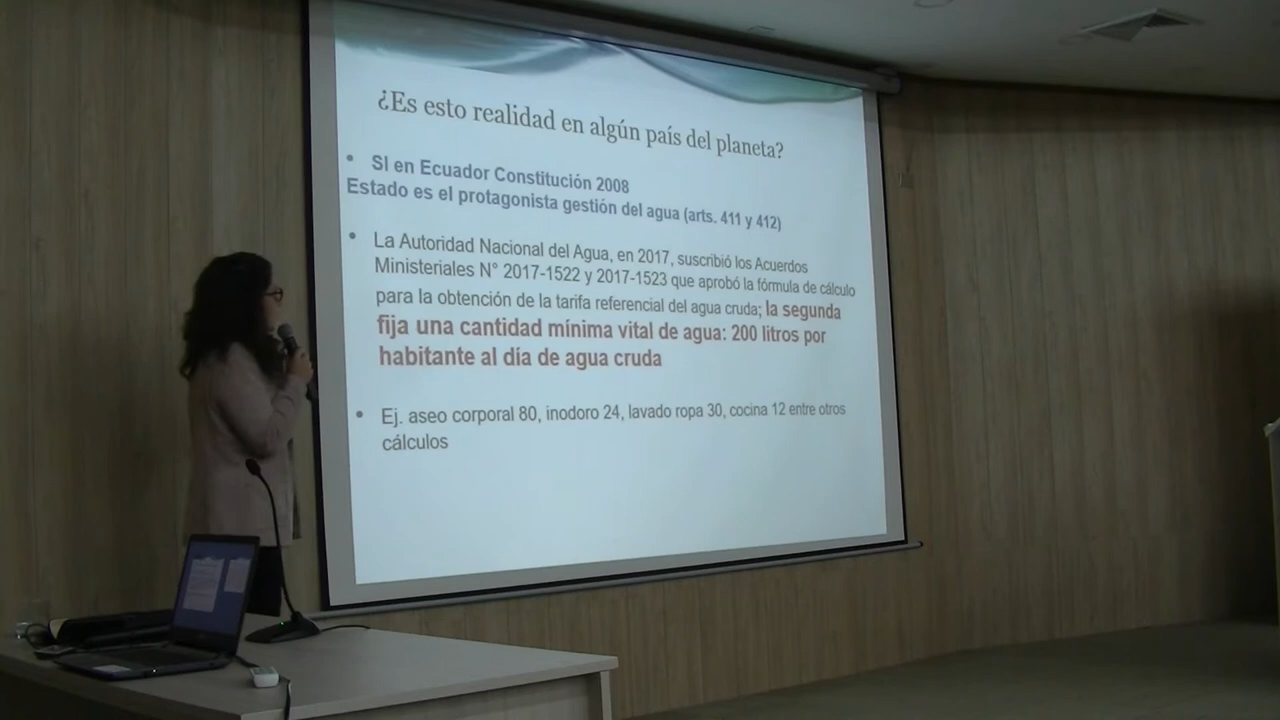 ¿Es esto realidad en algún país del planeta?
• SI en Ecuador Constitución 2008
Estado es el protagonista gestión del agua (arts. 411 y 412)
• La Autoridad Nacional del Agua, en 2017, suscribió los Acuerdos
Ministeriales N° 2017-1522 y 2017-1523 que aprobó la fórmula de cálculo
para la obtención de la tarifa referencial del agua cruda; la segunda
fija una cantidad mínima vital de agua: 200 litros por
habitante al día de agua cruda
• Ej. aseo corporal 80, inodoro 24, lavado ropa 30, cocina 12 entre otros
cálculos